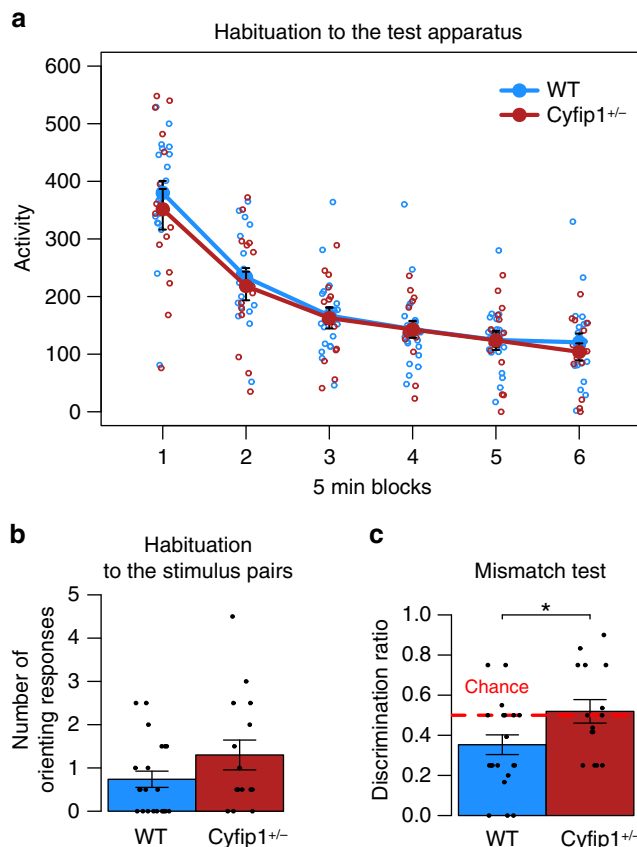 a
Habituation to the test apparatus
600
500
400
300
200
100
0
Activity
WT
Cyfip1+/–
1 2 3 4 5 6
5 min blocks
b
Habituation
to the stimulus pairs
5
4
3
2
1
0
Number of
orienting responses
WT Cyfip1+/–
c
Mismatch test
1.0
0.8
0.6
0.4
0.2
0.0
Discrimination ratio
*
Chance
WT Cyfip1+/–